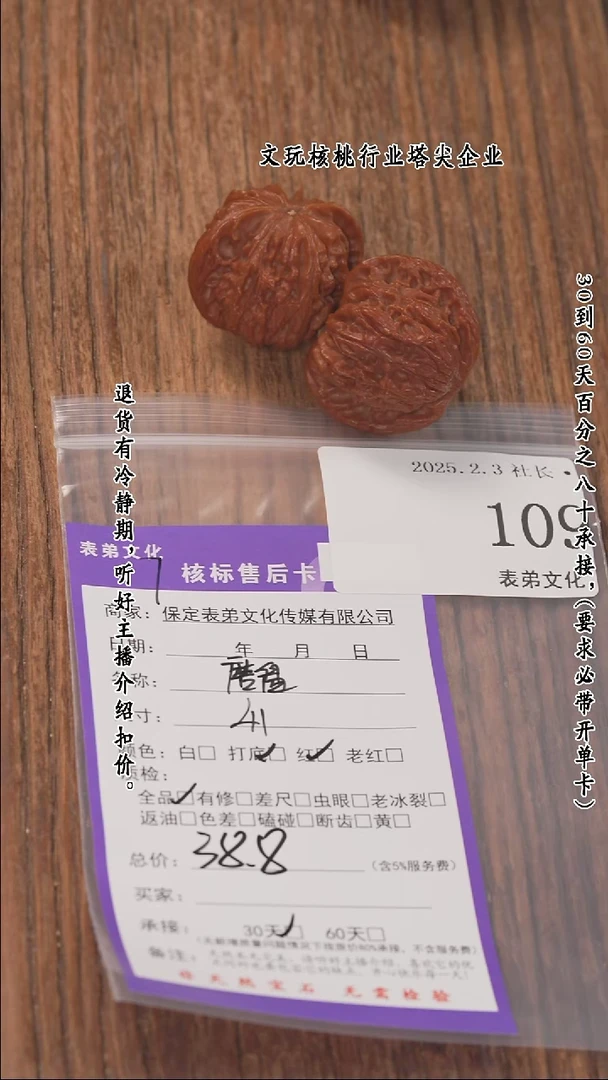 文玩核桃行业塔尖企业
30到60天百分之八十承接，（要求必带开单卡）
退货有冷静期，听好主播介绍扣价。
2025.2.3 社长
109
表弟文化
表弟文化
核标售后卡
商家：保定表弟文化传媒有限公司
日期： 年 月 日
名称：磨盘
尺寸：41
颜色：白□ 打底☑ 红☑ 老红□
质检：
全品☑有修□差尺□虫眼□老冰裂□
返油□色差□磕碰□断齿□黄□
总价：38.8 （含5%服务费）
买家：
承接： 30天☑ 60天□
备注：